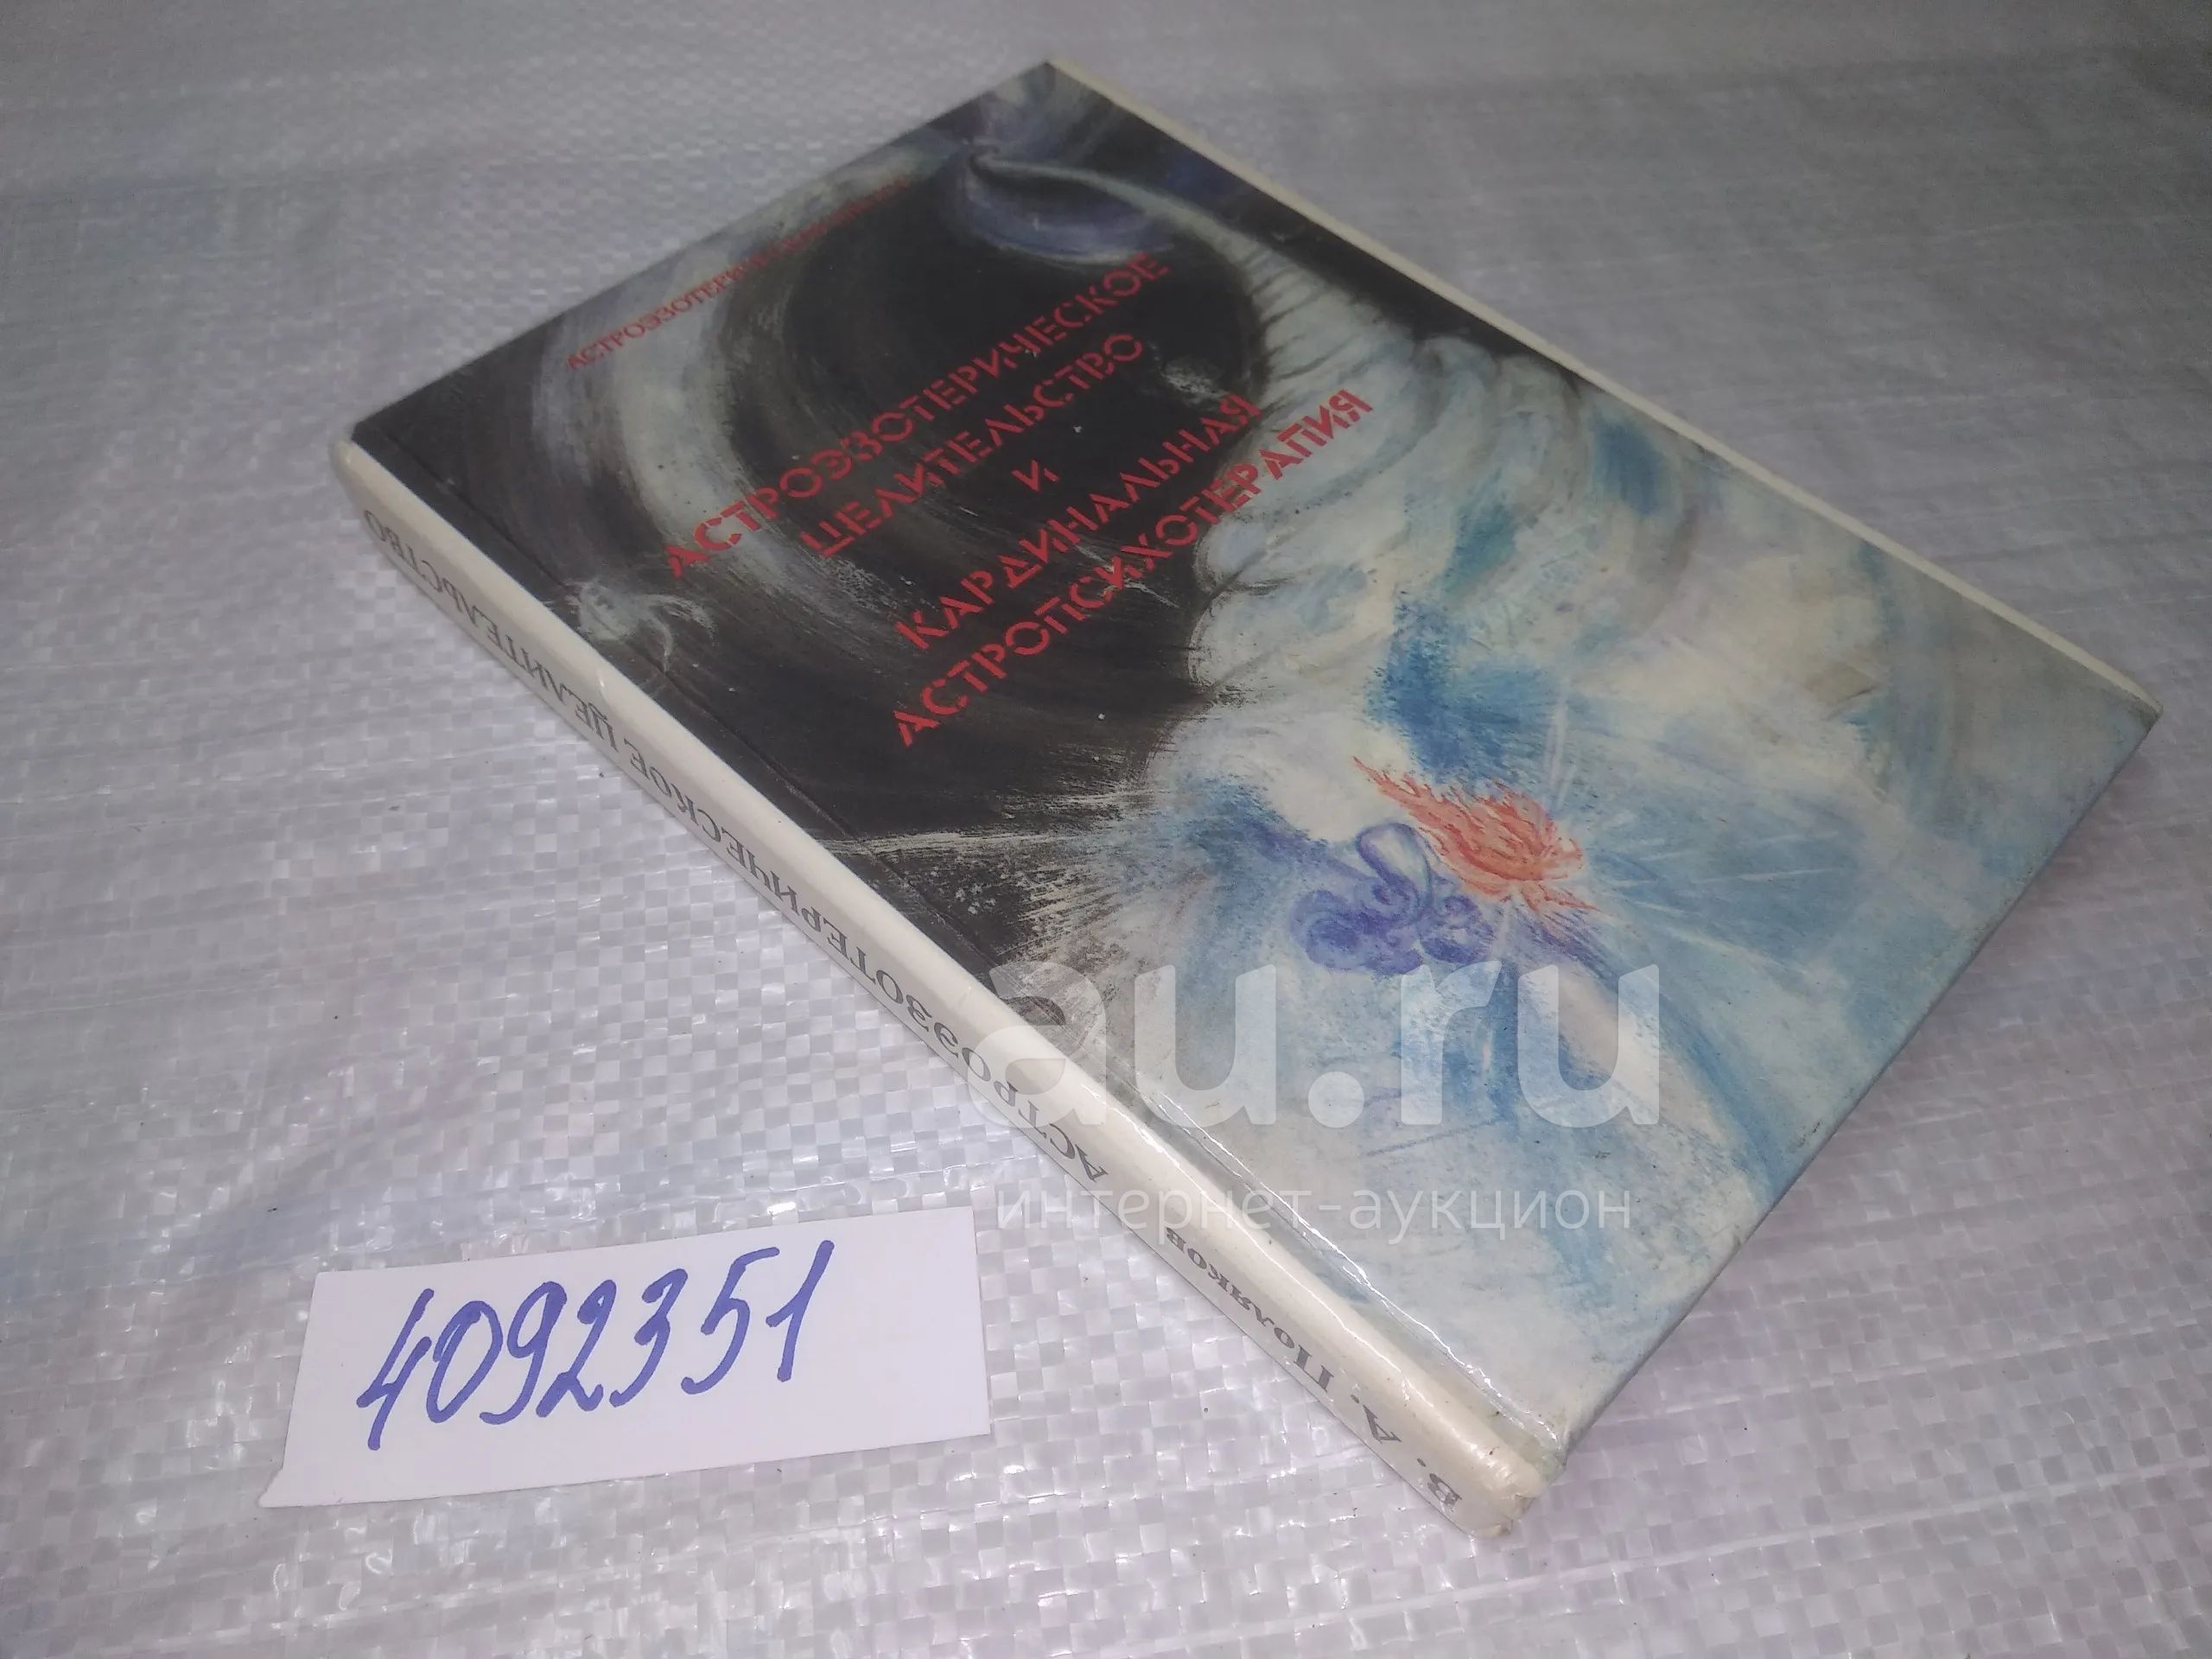 АСТРОЭЗОТЕРИЧЕСКОЕ
ЦЕЛИТЕЛЬСТВО
И
КАРДИНАЛЬНАЯ
АСТРОПСИХОТЕРАПИЯ
В. А. Поляков
АСТРОЭЗОТЕРИЧЕСКОЕ ЦЕЛИТЕЛЬСТВО
4092351
au.ru
интернет-аукцион